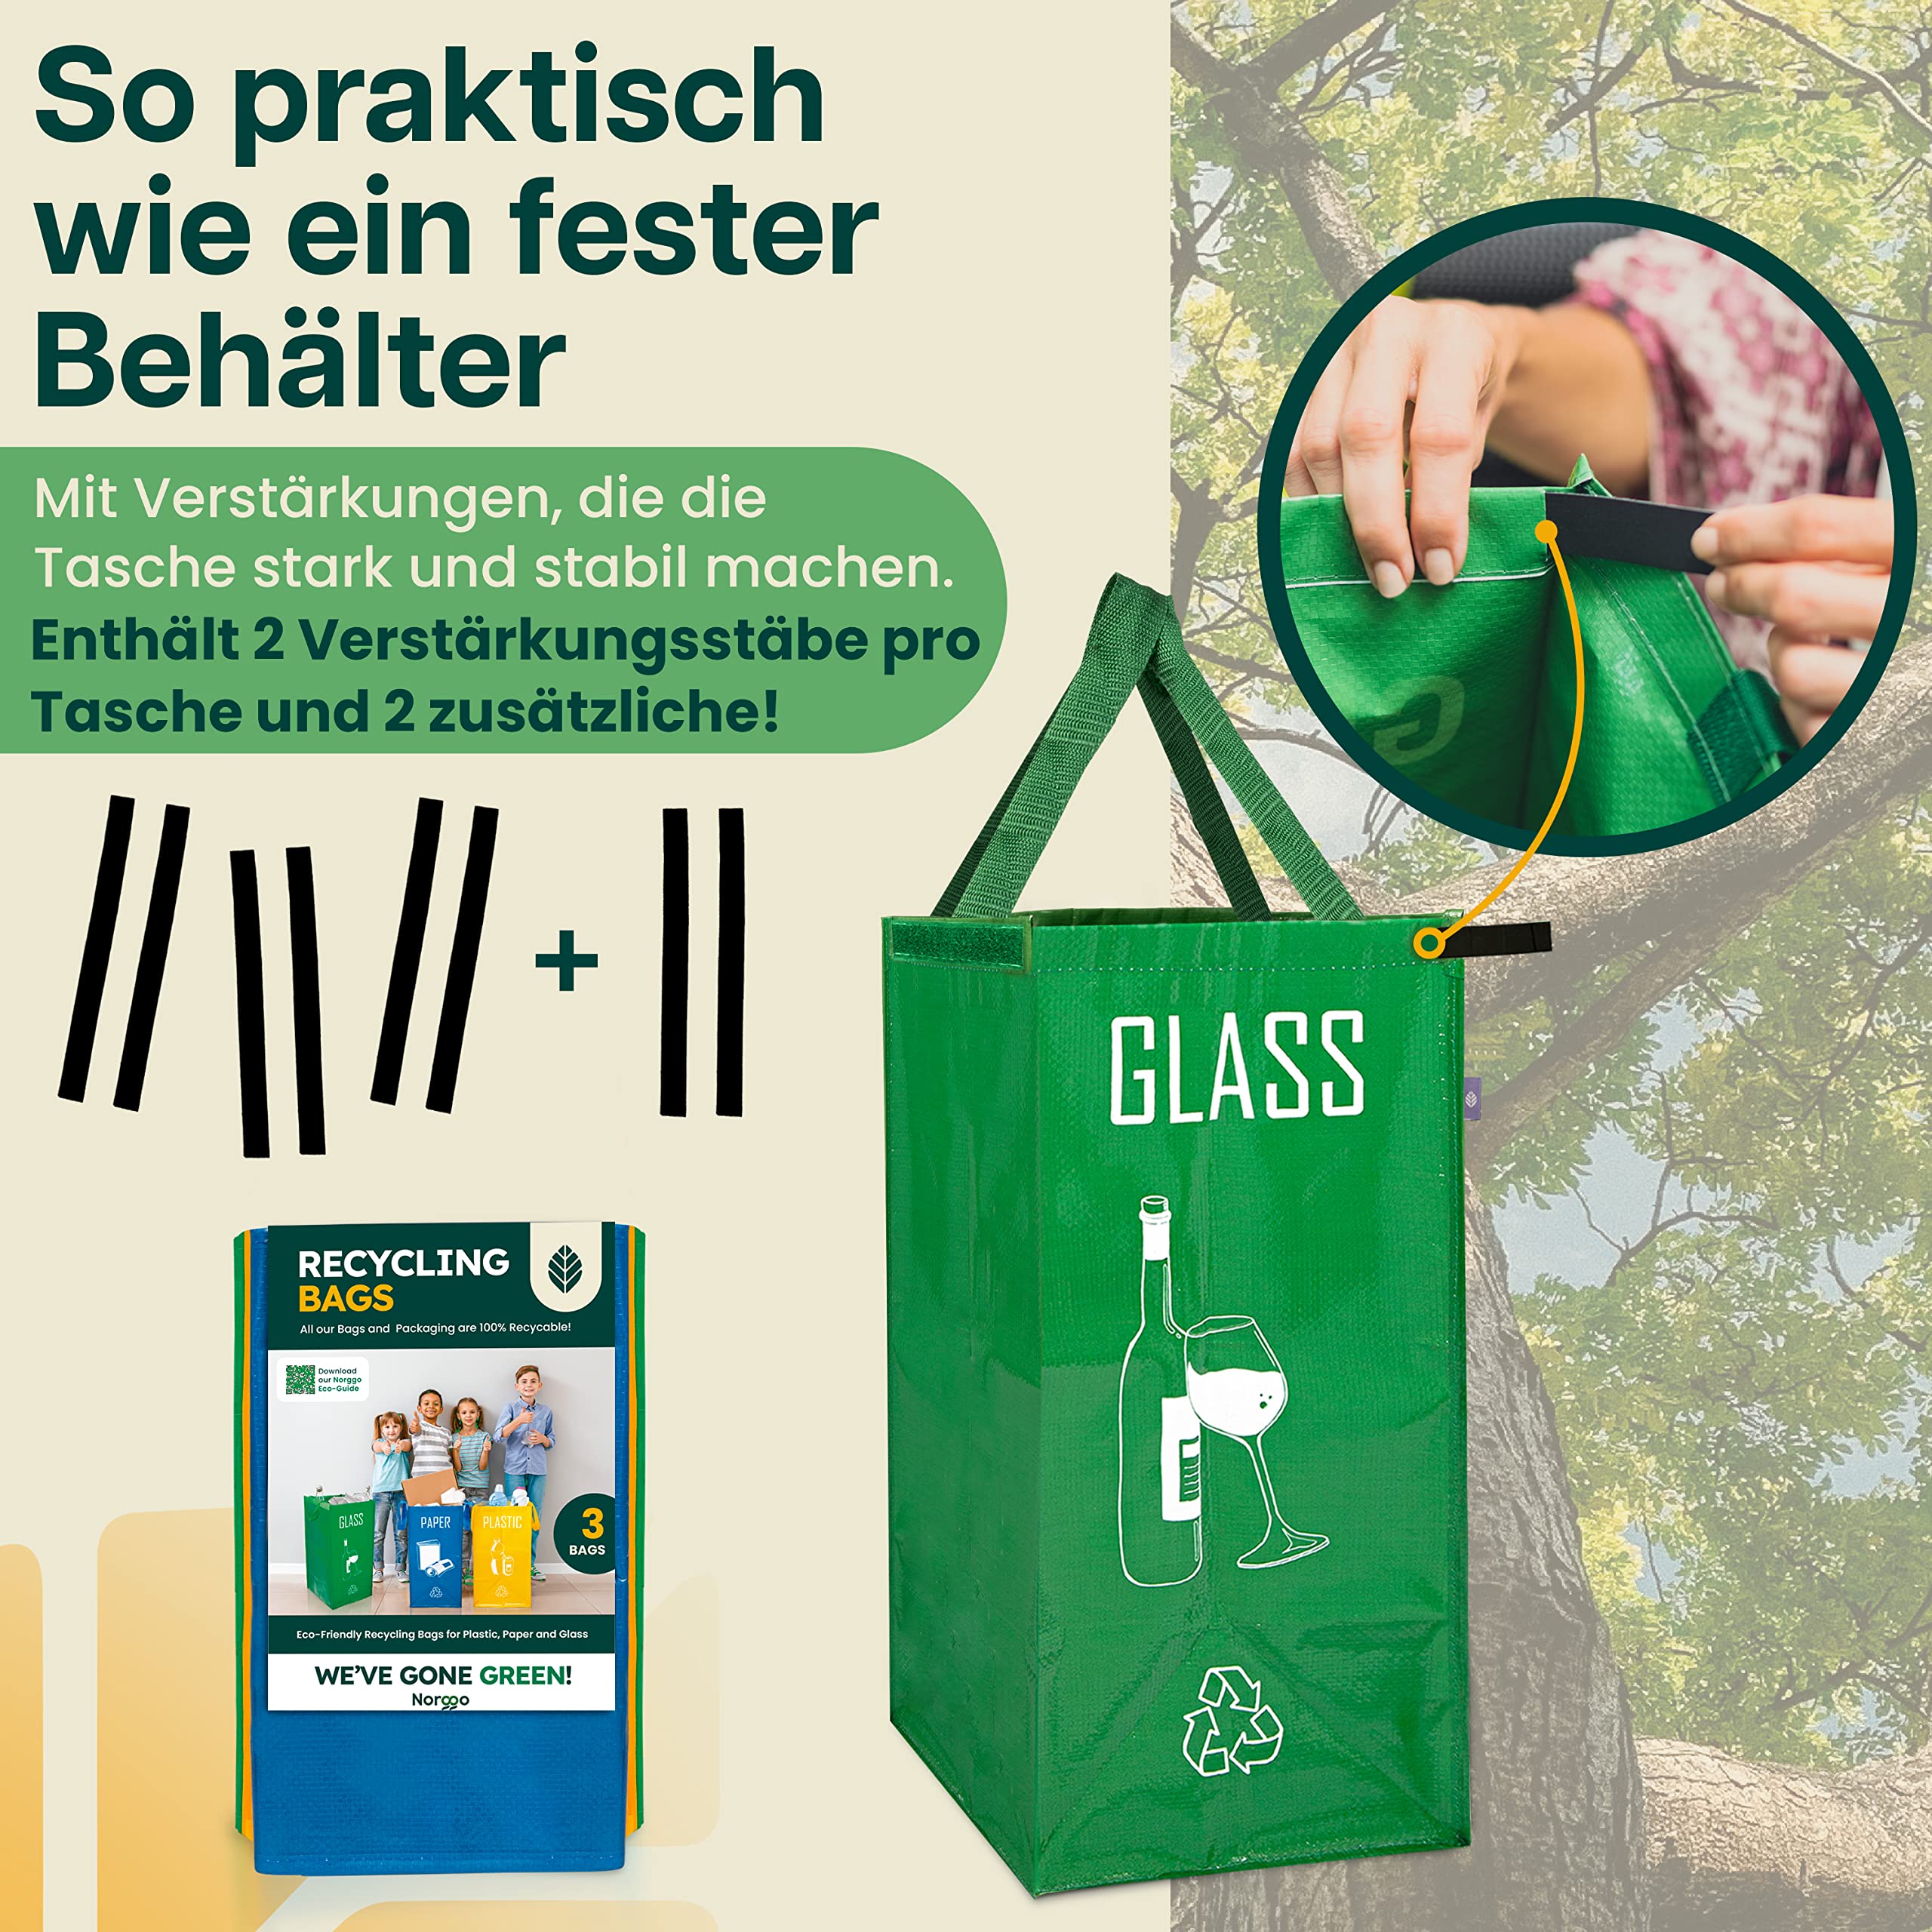 So praktisch
wie ein fester
Behälter
Mit Verstärkungen, die die
Tasche stark und stabil machen.
Enthält 2 Verstärkungsstäbe pro
Tasche und 2 zusätzliche!
+
G
GLASS
RECYCLING
BAGS
All our Bags and Packaging are 100% Recycable!
Download
our Norggo
Eco-Guide
GLASS
PAPER
PLASTIC
3
BAGS
Eco-Friendly Recycling Bags for Plastic, Paper and Glass
WE'VE GONE GREEN!
Norggo